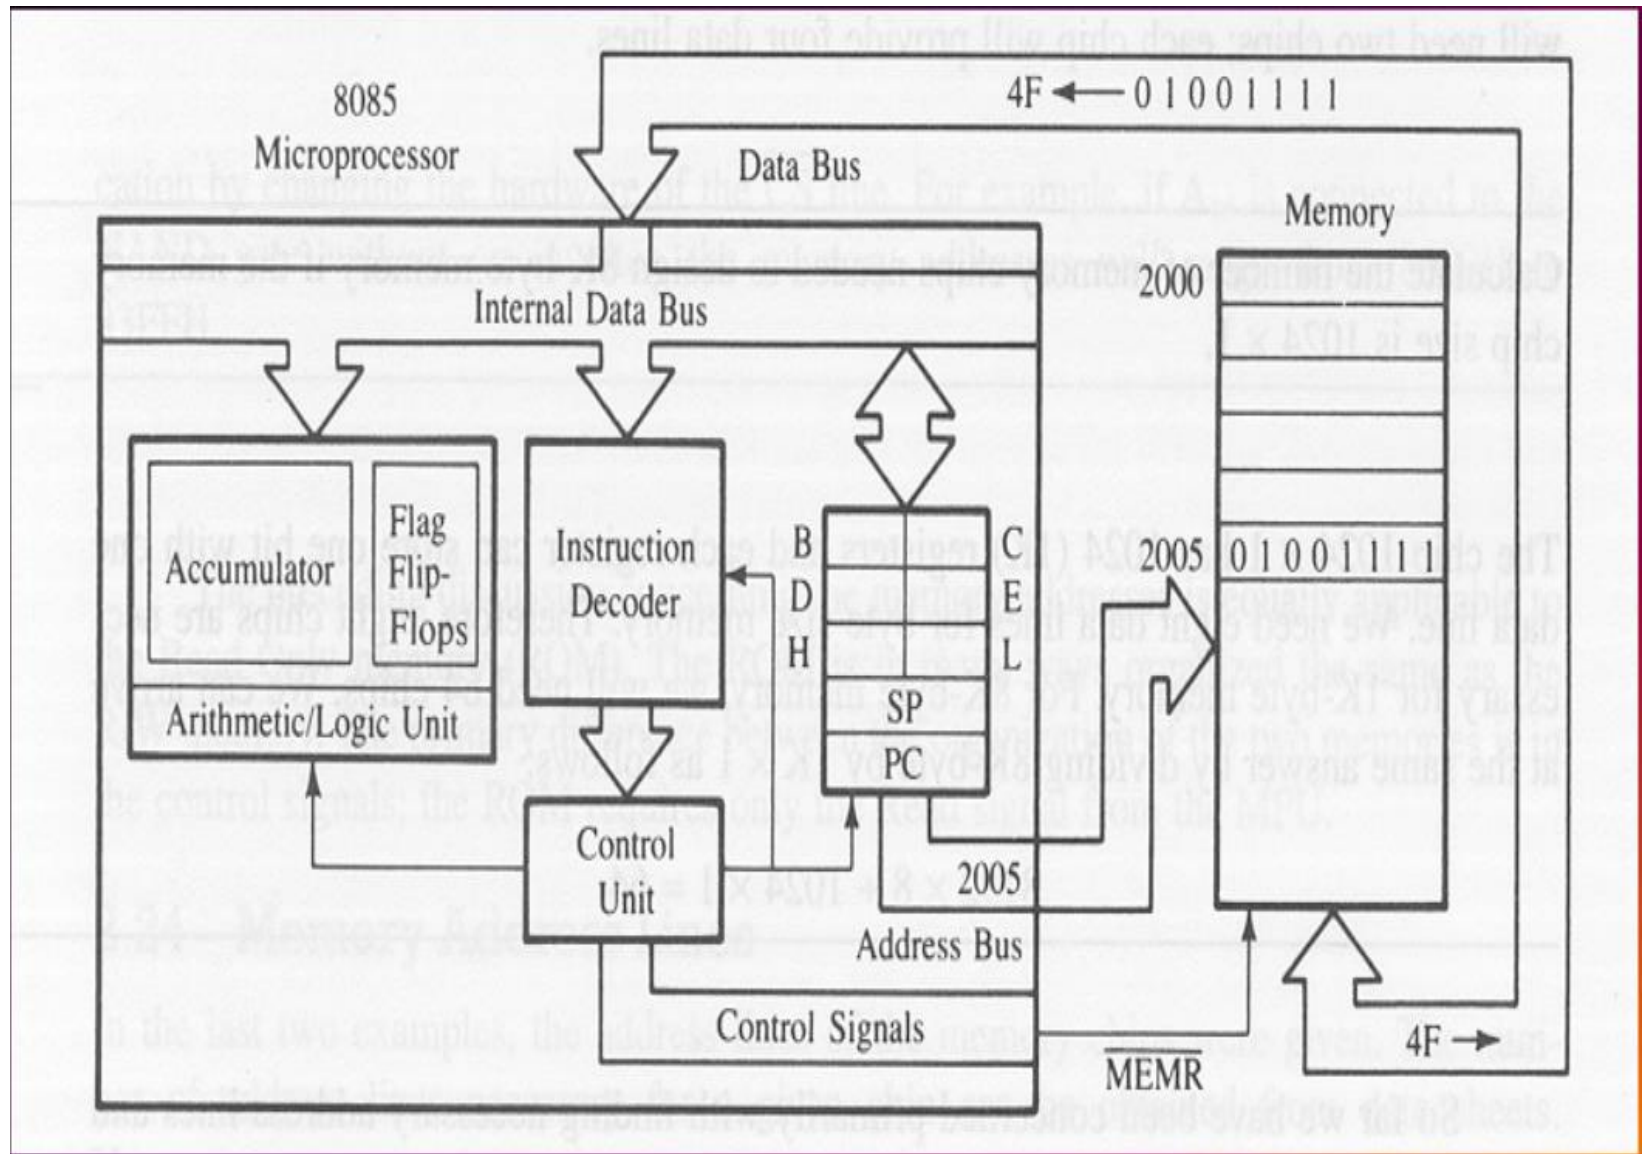 8085
Microprocessor
4F ← 0 1 0 0 1 1 1 1
Data Bus
Memory
2000
Internal Data Bus
Accumulator
Flag
Flip-
Flops
Arithmetic/Logic Unit
Instruction
Decoder
B C
D E
H L
SP
PC
2005 0 1 0 0 1 1 1 1
Control
Unit
2005
Address Bus
Control Signals
M̅E̅M̅R̅
4F →